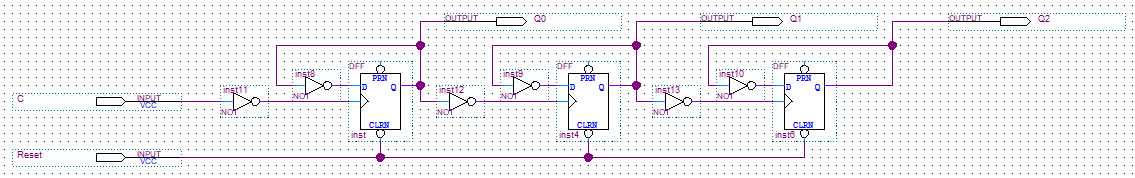 OUTPUT Q0 OUTPUT Q1 OUTPUT Q2
DFF DFF DFF
inst8 inst9 inst10
PRN PRN PRN
D Q D Q D Q
inst11 inst12 inst13
NOT NOT NOT
C INPUT
VCC
NOT NOT NOT
CLRN CLRN CLRN
inst inst4 inst6
Reset INPUT
VCC